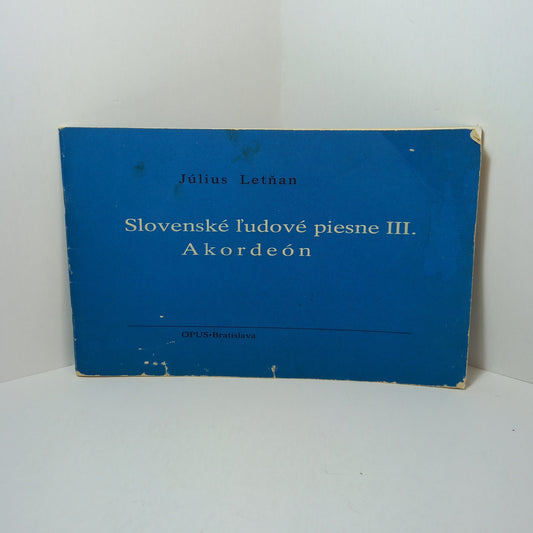 Július Letňan
Slovenské ľudové piesne III.
Akordeón
OPUS•Bratislava